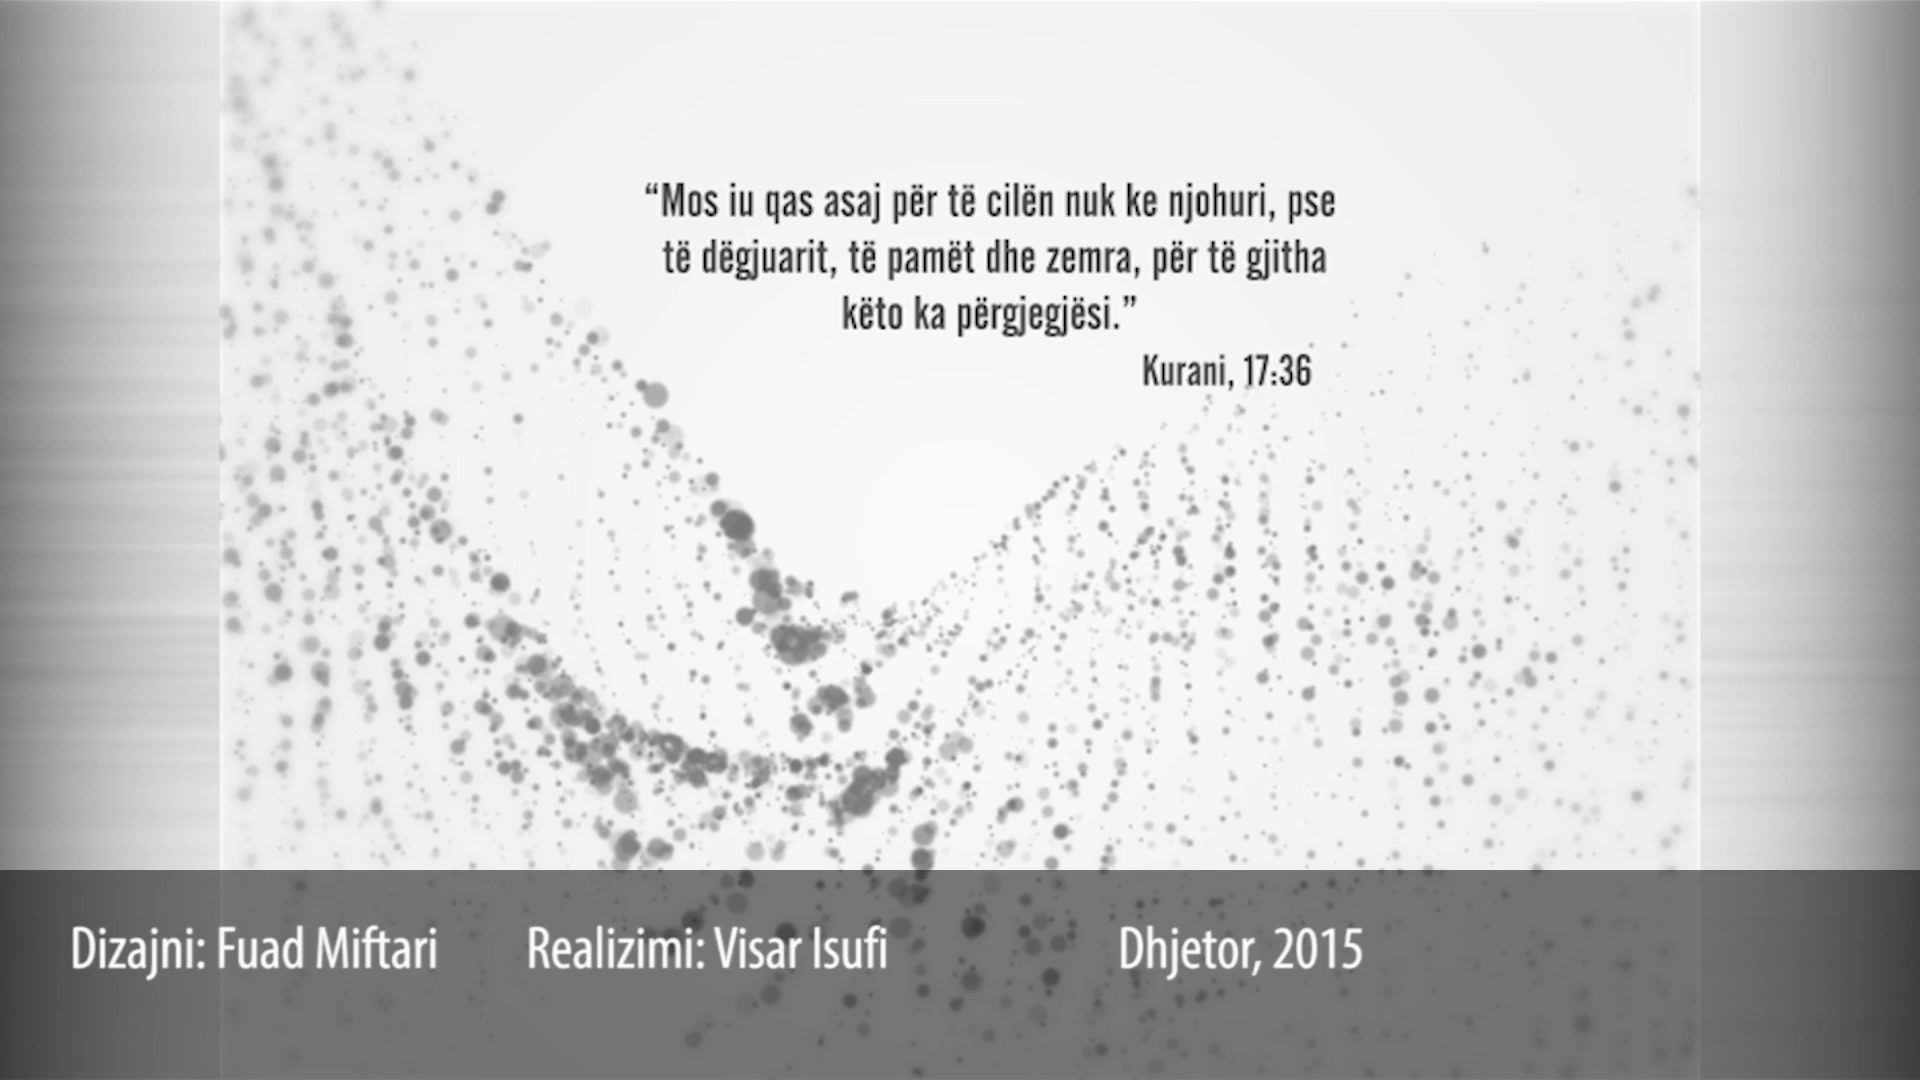 “Mos iu qas asaj për të cilën nuk ke njohuri, pse
të dëgjuarit, të pamët dhe zemra, për të gjitha
këto ka përgjegjësi.”
Kurani, 17:36
Dizajni: Fuad Miftari Realizimi: Visar Isufi Dhjetor, 2015